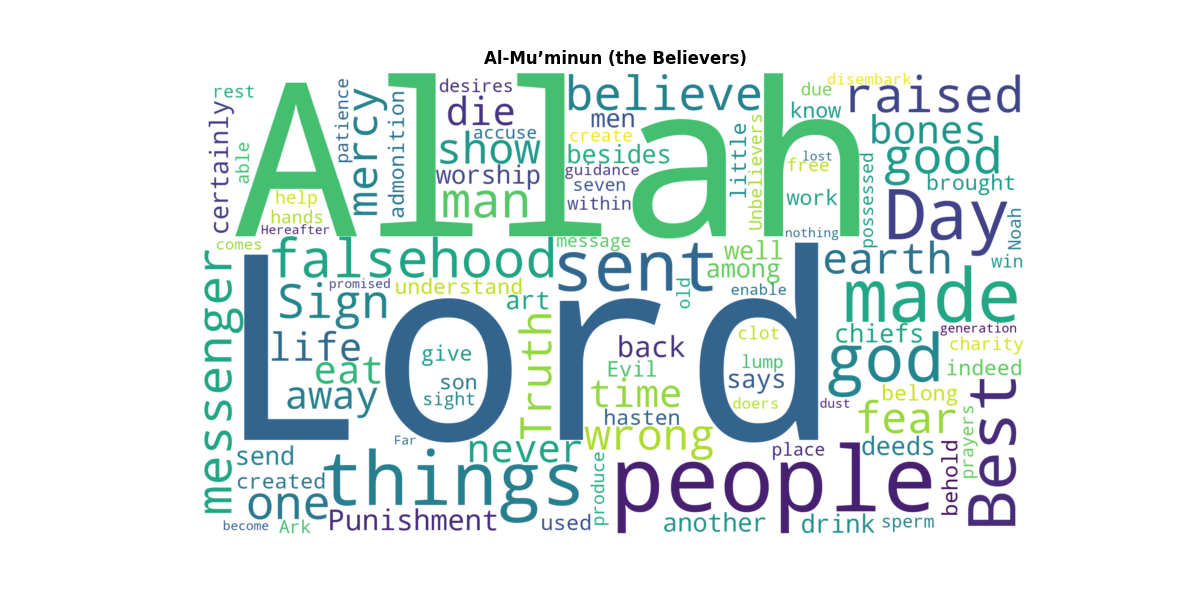 Al-Mu’minun (the Believers)
rest
certainly
able
Allah
patience
mercy
admonition
desires
die
accuse
show
worship
man
believe
men
create
besides
guidance
seven
within
little
Unbelievers
due
know
disembark
raised
bones
lost
free
good
brought
work
possessed
Day
Noah
nothing
help
hands
Hereafter
comes
falsehood
message
sent
well
among
earth
win
messenger
Lord
promised
understand
Sign
art
old
enable
made
life
eat
away
give
son
sight
Truth
back
Evil
time
hasten
clot
lump
says
doers
dust
chiefs
generation
god
charity
indeed
belong
fear
Best
prayers
Far
never
wrong
place
deeds
behold
send
created
one
things
produce
people
become
Ark
Punishment
used
another
drink
sperm